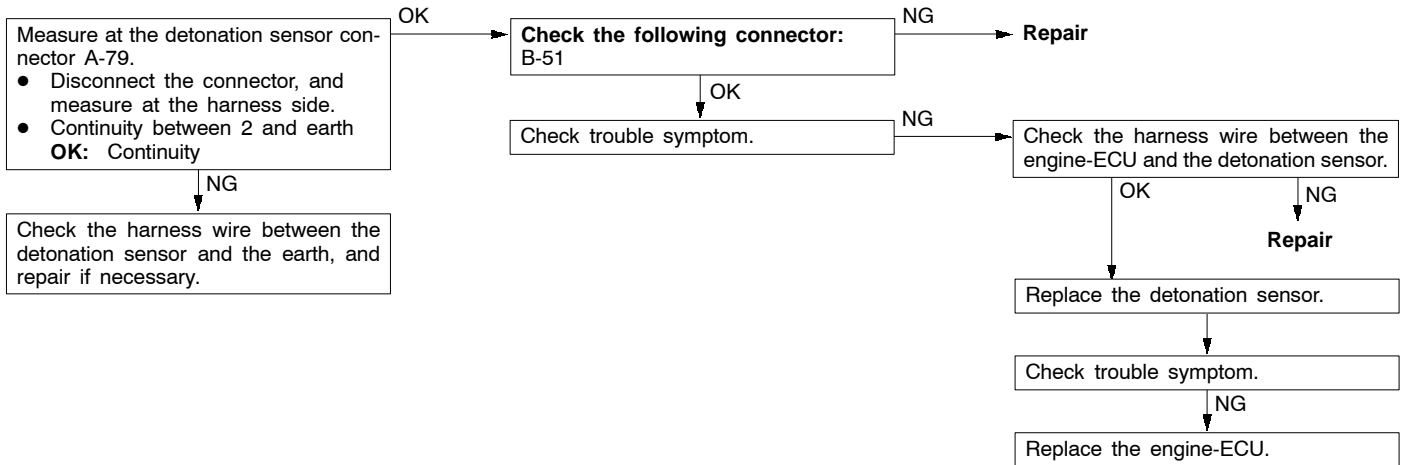 Measure at the detonation sensor con-
nector A-79.
● Disconnect the connector, and
measure at the harness side.
● Continuity between 2 and earth
OK: Continuity
OK
NG
Check the harness wire between the
detonation sensor and the earth, and
repair if necessary.
Check the following connector:
B-51
NG
Repair
OK
Check trouble symptom.
NG
Check the harness wire between the
engine-ECU and the detonation sensor.
OK
NG
Repair
Replace the detonation sensor.
Check trouble symptom.
NG
Replace the engine-ECU.